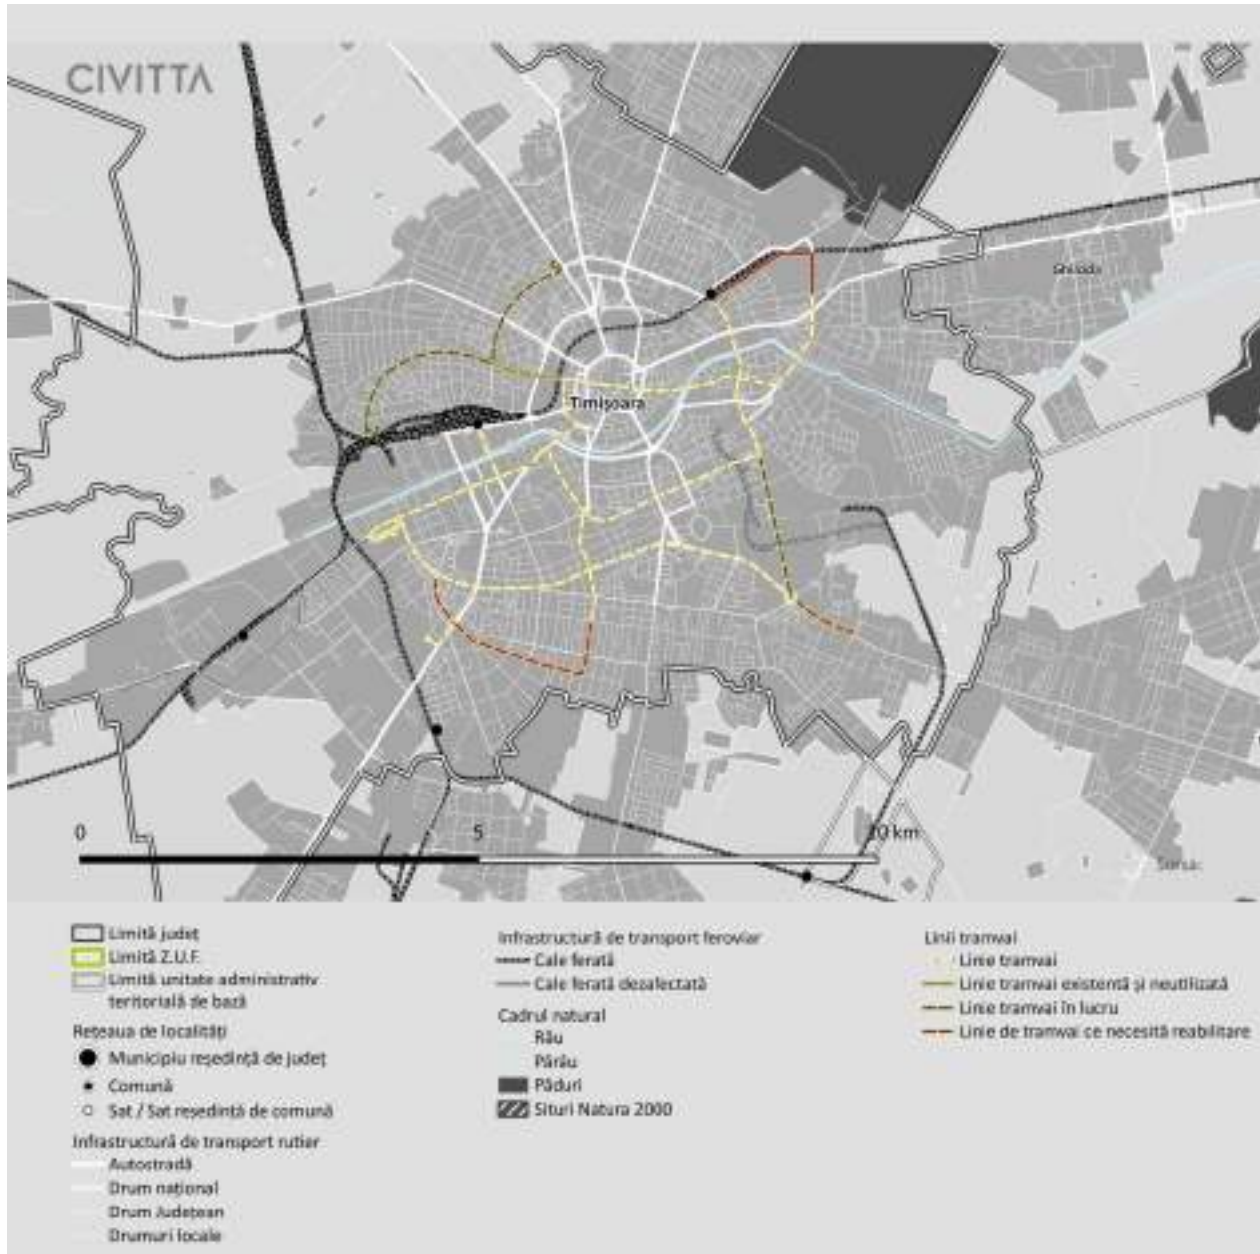 CIVITTA
Ghiroda
Timișoara
0 5 10 km
Limită județ
Limită Z.U.F.
Limită unitate administrativ
teritorială de bază
Rețeaua de localități
Municipiu reședință de județ
Comună
Sat / Sat reședință de comună
Infrastructură de transport rutier
Autostradă
Drum național
Drum Județean
Drumuri locale
Infrastructură de transport feroviar
Cale ferată
Cale ferată dezafectată
Cadrul natural
Râu
Pârâu
Păduri
Situri Natura 2000
Linii tramvai
Linie tramvai
Linie tramvai existentă și neutilizată
Linie tramvai în lucru
Linie de tramvai ce necesită reabilitare